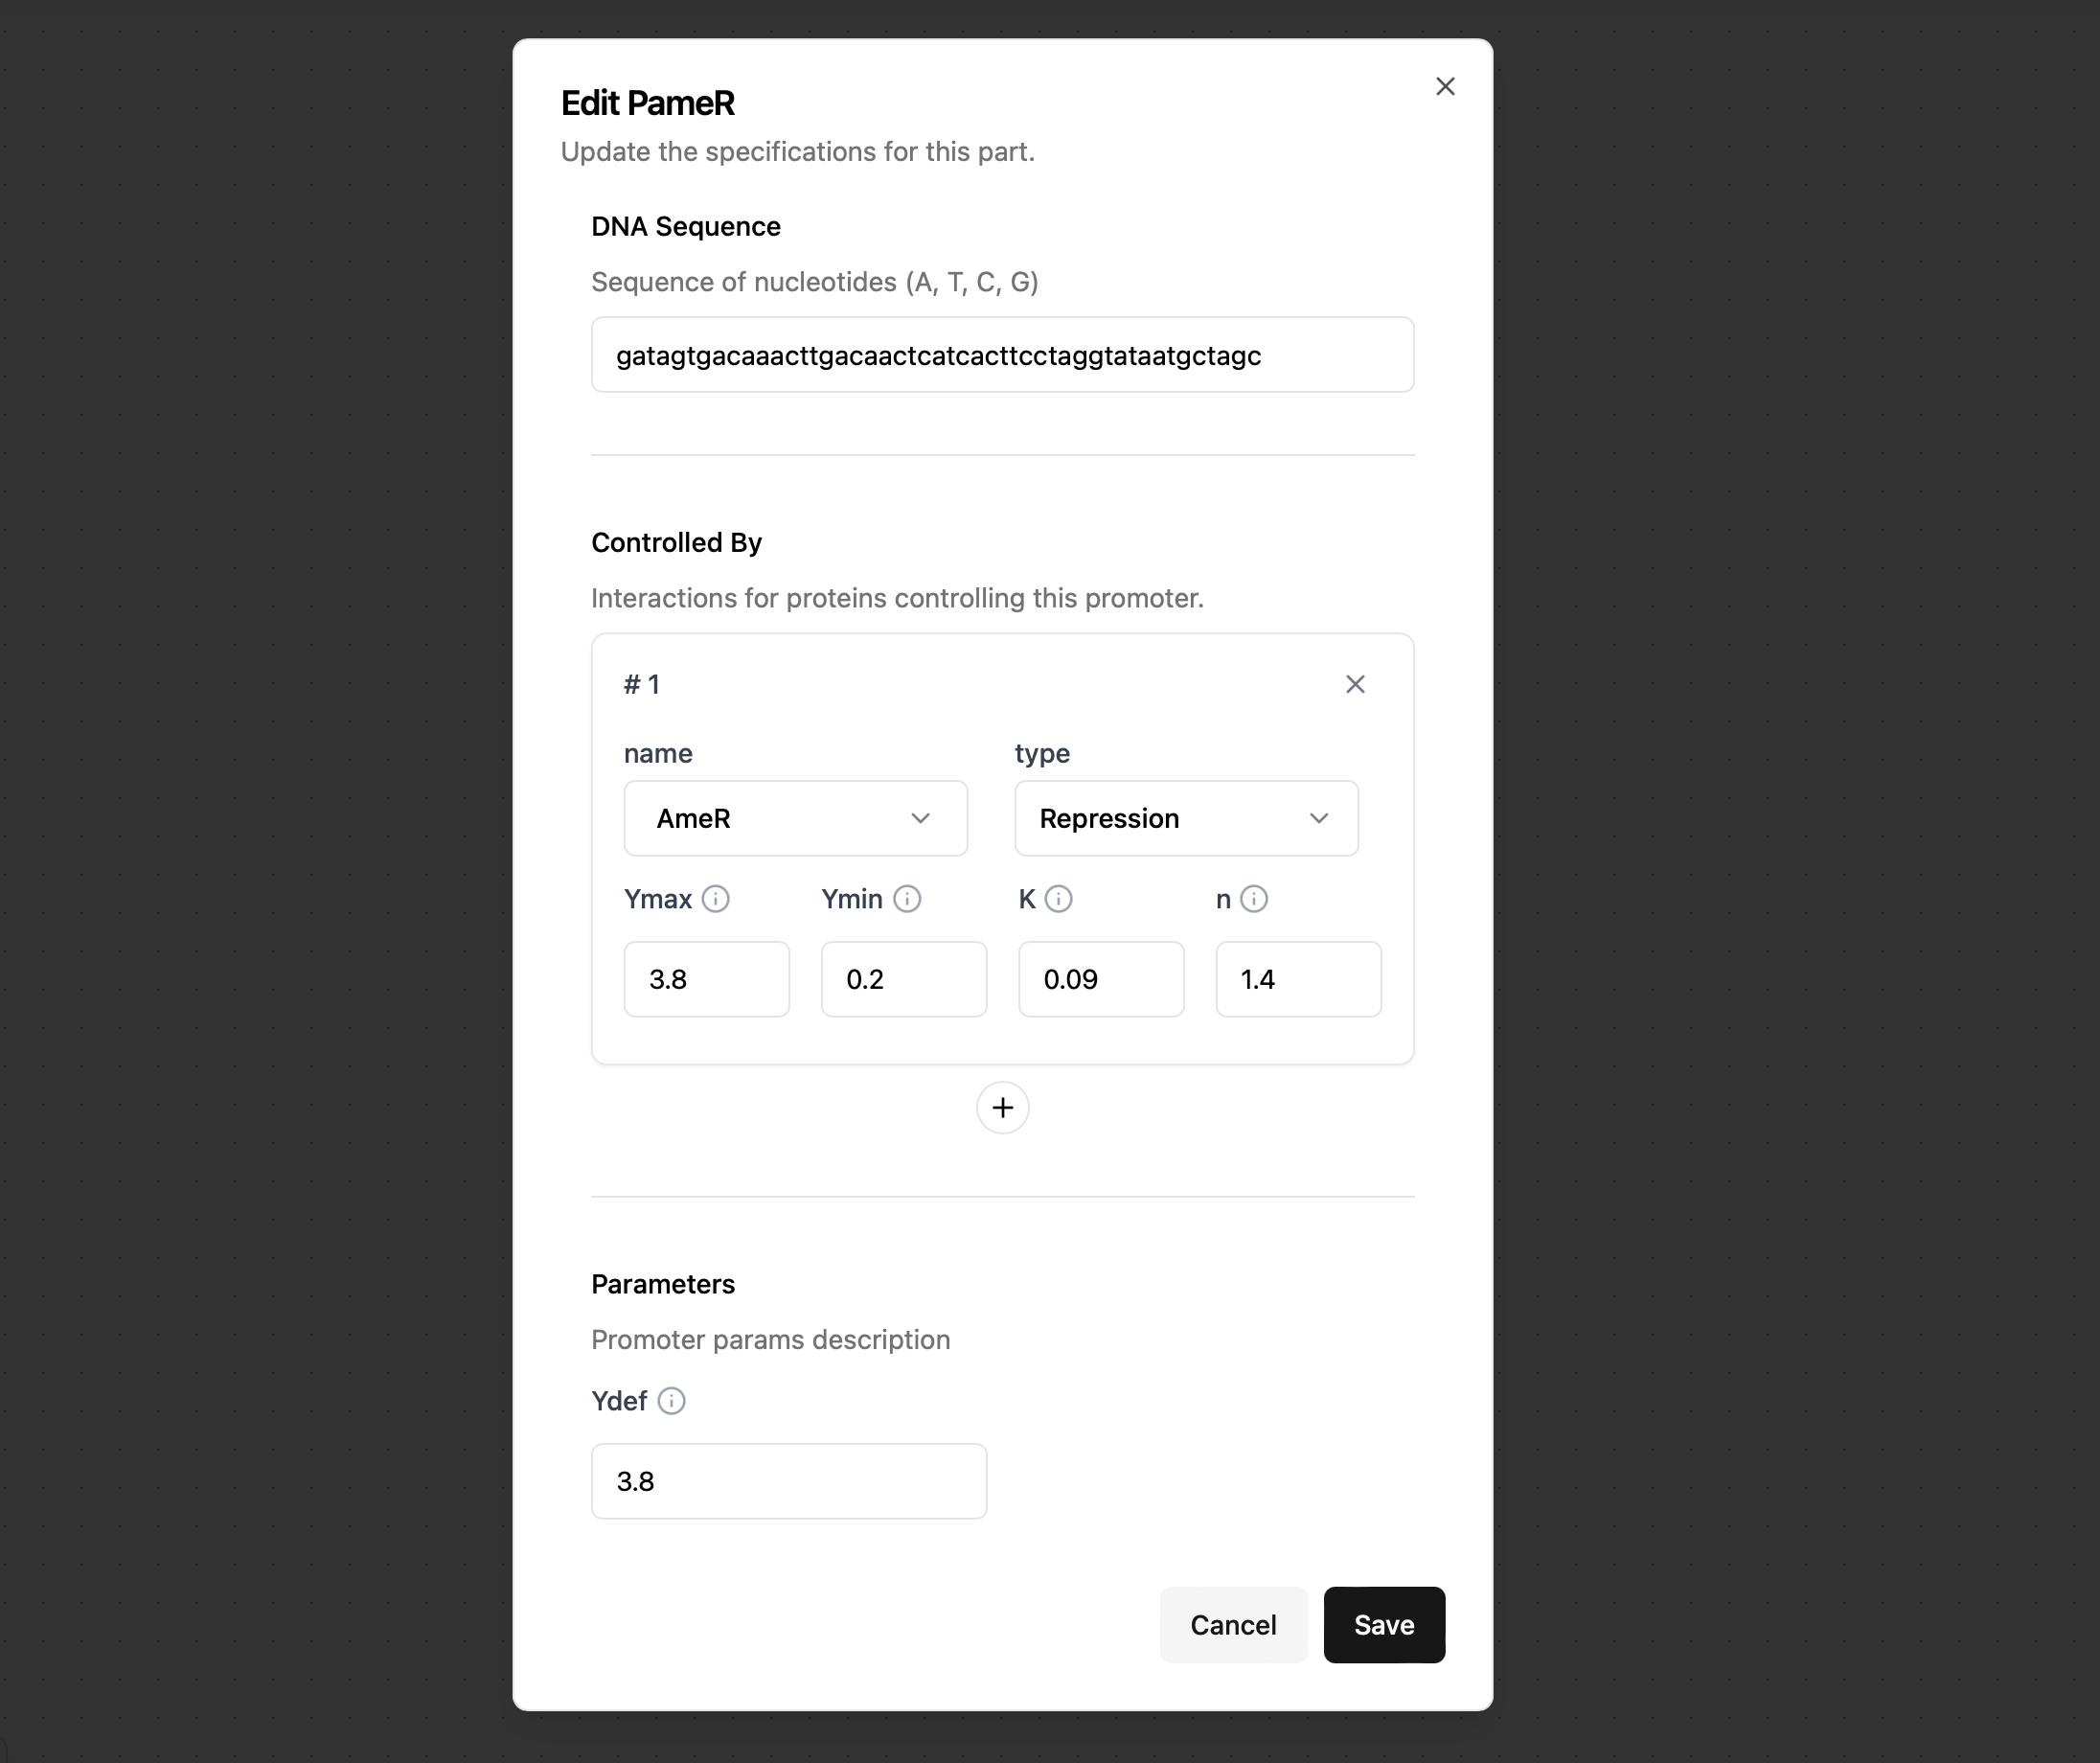 Edit PameR
Update the specifications for this part.
DNA Sequence
Sequence of nucleotides (A, T, C, G)
gatagtgacaaacttgacaactcatcacttcctaggtataatgctagc
Controlled By
Interactions for proteins controlling this promoter.
# 1
name type
AmeR Repression
Ymax Ymin K n
3.8 0.2 0.09 1.4
Parameters
Promoter params description
Ydef
3.8
Cancel Save